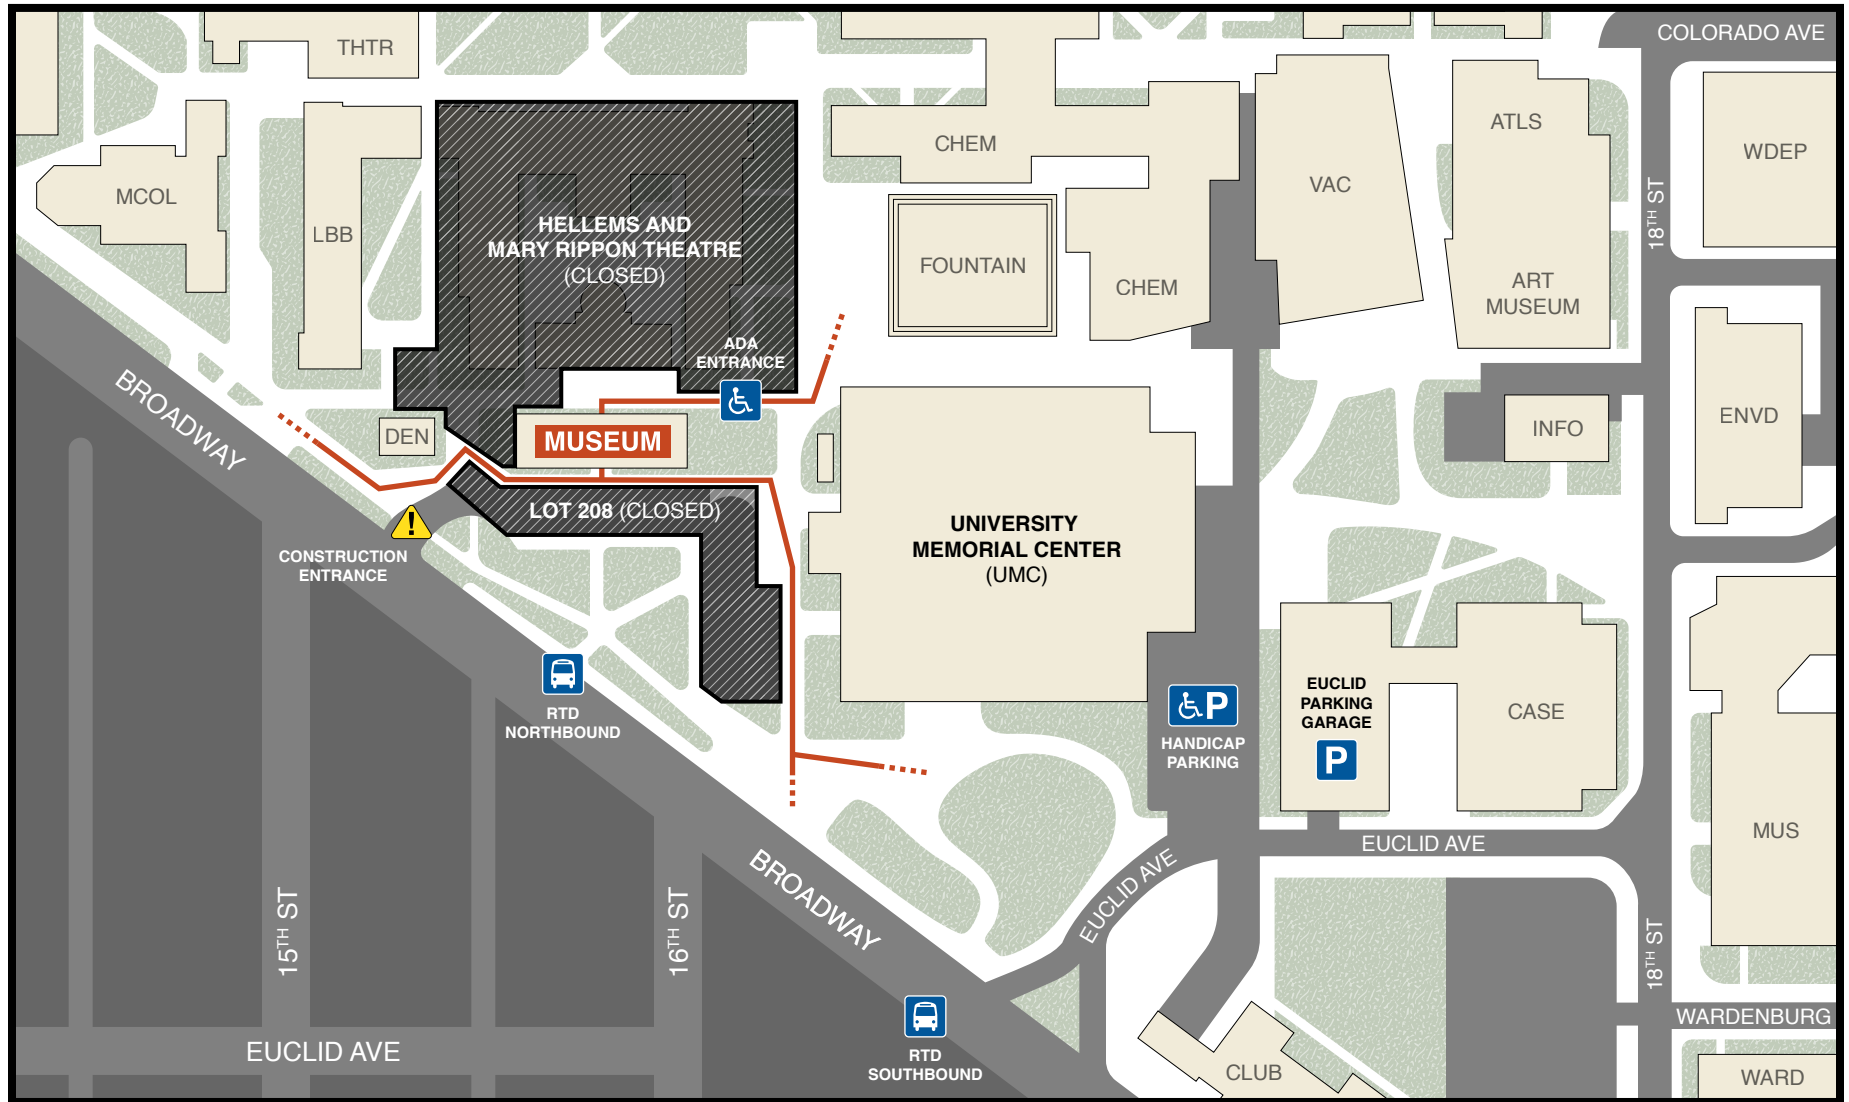 COLORADO AVE
THTR
CHEM
ATLS
WDEP
MCOL
VAC
18TH ST
LBB
HELLEMS AND
MARY RIPPON THEATRE
(CLOSED)
FOUNTAIN
CHEM
ART
MUSEUM
ADA
ENTRANCE
BROADWAY
DEN
MUSEUM
INFO
ENVD
LOT 208 (CLOSED)
!
CONSTRUCTION
ENTRANCE
UNIVERSITY
MEMORIAL CENTER
(UMC)
RTD
NORTHBOUND
P
HANDICAP
PARKING
EUCLID
PARKING
GARAGE
P
CASE
MUS
EUCLID AVE
BROADWAY
EUCLID AVE
15TH ST
16TH ST
18TH ST
WARDENBURG
EUCLID AVE
RTD
SOUTHBOUND
CLUB
WARD